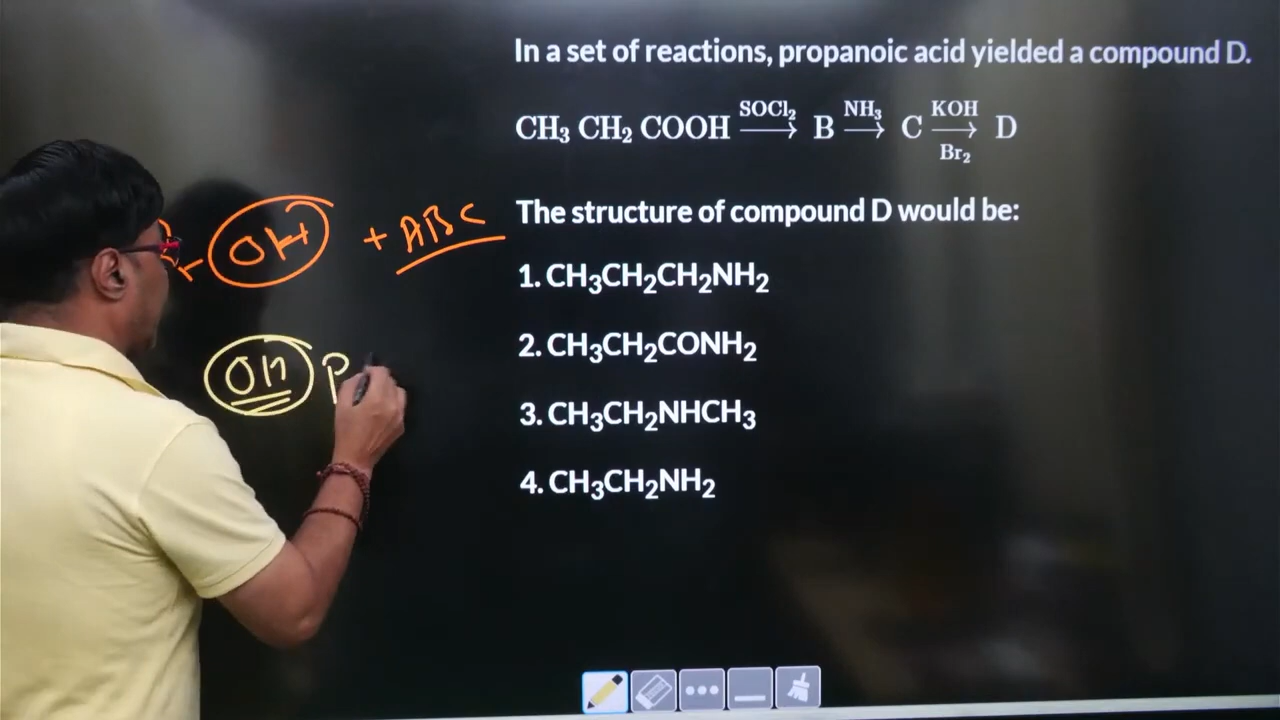 In a set of reactions, propanoic acid yielded a compound D.
CH₃ CH₂ COOH —SOCl₂→ B —NH₃→ C —KOH/Br₂→ D
The structure of compound D would be:
1. CH₃CH₂CH₂NH₂
2. CH₃CH₂CONH₂
3. CH₃CH₂NHCH₃
4. CH₃CH₂NH₂
OH + ABC
OH P